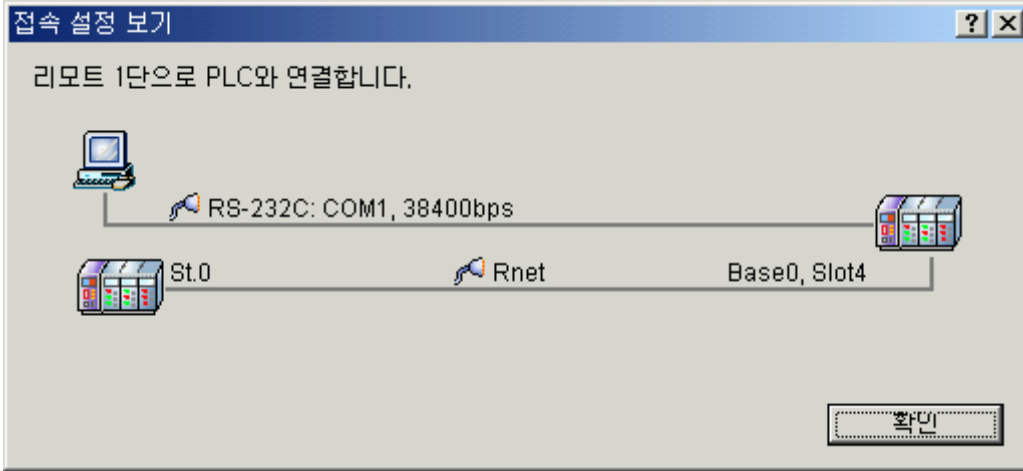 접속 설정 보기
리모트 1단으로 PLC와 연결합니다.
RS-232C: COM1, 38400bps
St.0 Rnet Base0, Slot4
확인